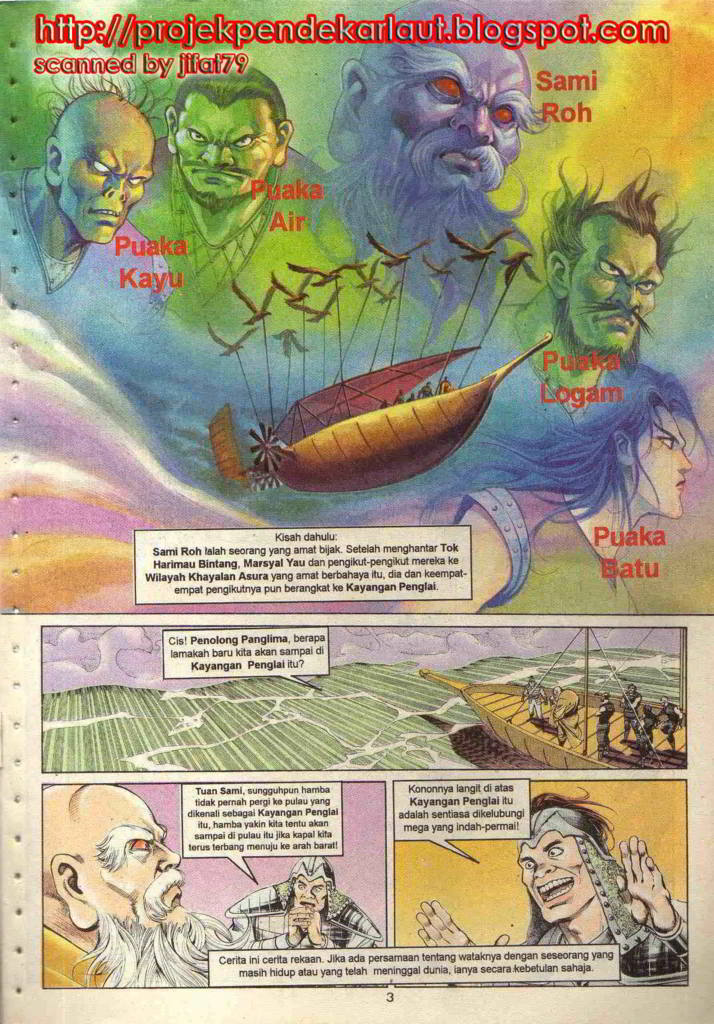 http://projekpendekarlaut.blogspot.com
scanned by jifat79
Sami
Roh
Puaka
Air
Puaka
Kayu
Puaka
Logam
Puaka
Batu
Kisah dahulu:
Sami Roh Ialah seorang yang amat bijak. Setelah menghantar Tok
Harimau Bintang, Marsyal Yau dan pengikut-pengikut mereka ke
Wilayah Khayalan Asura yang amat berbahaya itu, dia dan keempat-
empat pengikutnya pun berangkat ke Kayangan Penglai.
Cis! Penolong Panglima, berapa
lamakah baru kita akan sampai di
Kayangan Penglai itu?
Tuan Sami, sungguhpun hamba
tidak pernah pergi ke pulau yang
dikenali sebagai Kayangan Penglai
itu, hamba yakin kita tentu akan
sampai di pulau itu jika kapal kita
terus terbang menuju ke arah barat!
Kononnya langit di atas
Kayangan Penglai itu
adalah sentiasa dikelubungi
mega yang indah-permai!
Cerita ini cerita rekaan. Jika ada persamaan tentang wataknya dengan seseorang yang
masih hidup atau yang telah meninggal dunia, ianya secara kebetulan sahaja.
3